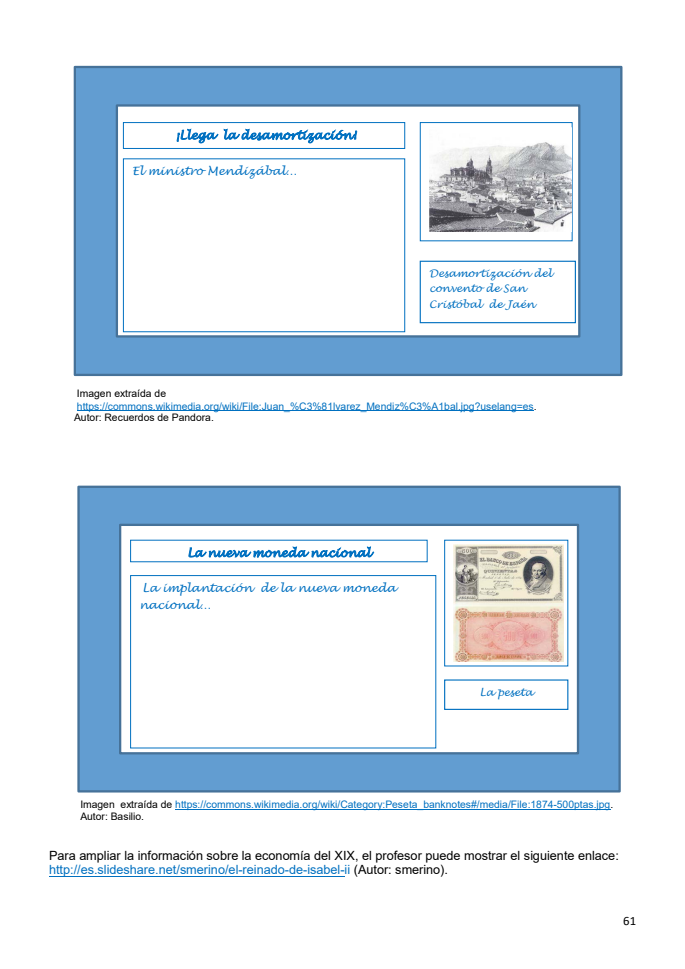 ¡Llega la desamortización!
El ministro Mendizábal...
Desamortización del
convento de San
Cristóbal de Jaén
Imagen extraída de
https://commons.wikimedia.org/wiki/File:Juan_%C3%81lvarez_Mendiz%C3%A1bal.jpg?uselang=es.
Autor: Recuerdos de Pandora.
La nueva moneda nacional
La implantación de la nueva moneda
nacional...
EL BANCO DE ESPAÑA
La peseta
Imagen extraída de https://commons.wikimedia.org/wiki/Category:Peseta_banknotes#/media/File:1874-500ptas.jpg.
Autor: Basilio.
Para ampliar la información sobre la economía del XIX, el profesor puede mostrar el siguiente enlace:
http://es.slideshare.net/smerino/el-reinado-de-isabel-ii (Autor: smerino).
61